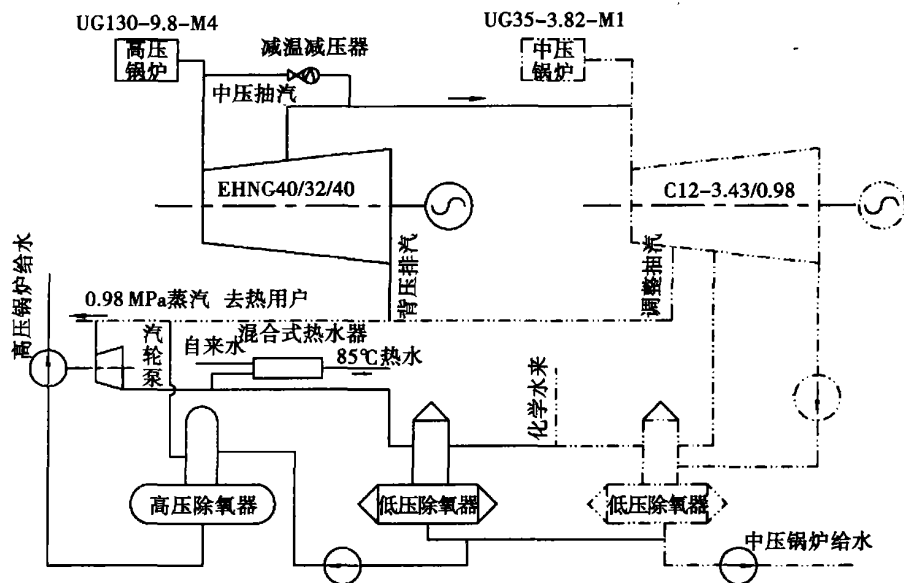 UG130-9.8-M4
UG35-3.82-M1
高压
锅炉
减温减压器
中压
锅炉
中压抽汽
EHNG40/32/40
C12-3.43/0.98
高压锅炉给水
背压排汽
调整抽汽
0.98 MPa蒸汽 去热用户
汽轮泵
混合式热水器
自来水
85℃热水
化学水来
高压除氧器
低压除氧器
低压除氧器
中压锅炉给水